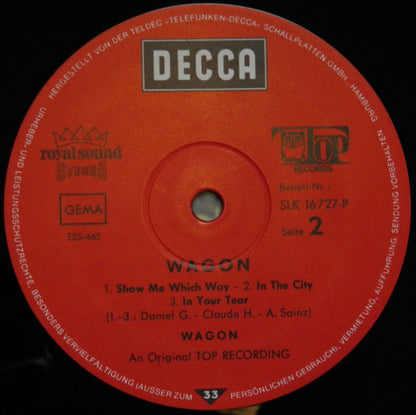 HERGESTELLT VON DER TELDEC »TELEFUNKEN-DECCA« SCHALLPLATTEN GMBH, HAMBURG
DECCA
royal sound
STEREO
TOP
RECORDS
GEMA
E5S-665
Bestell-Nr.:
SLK 16 727-P
Seite 2
WAGON
1. Show Me Which Way - 2. In The City
3. In Your Tear
(1.–3.: Daniel G. - Claude H. - A. Sainz)
WAGON
An Original TOP RECORDING
URHEBER- UND LEISTUNGSSCHUTZRECHTE, BESONDERS VERVIELFÄLTIGUNG (AUSSER ZUM PERSÖNLICHEN GEBRAUCH), VERMIETUNG, AUFFÜHRUNG, SENDUNG VORBEHALTEN
33